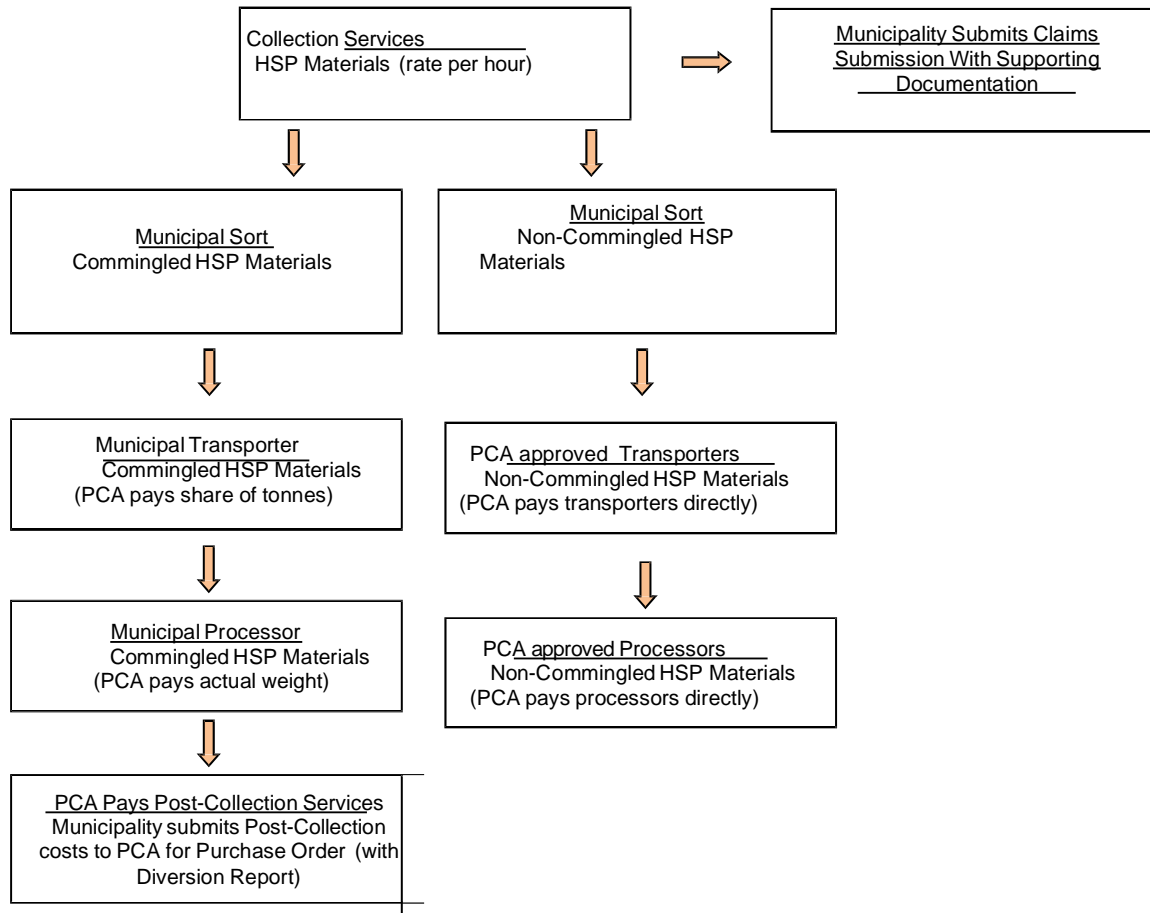 Collection Services
HSP Materials (rate per hour)
Municipality Submits Claims
Submission With Supporting
Documentation
Municipal Sort
Commingled HSP Materials
Municipal Sort
Non-Commingled HSP
Materials
Municipal Transporter
Commingled HSP Materials
(PCA pays share of tonnes)
PCA approved Transporters
Non-Commingled HSP Materials
(PCA pays transporters directly)
Municipal Processor
Commingled HSP Materials
(PCA pays actual weight)
PCA approved Processors
Non-Commingled HSP Materials
(PCA pays processors directly)
PCA Pays Post-Collection Services
Municipality submits Post-Collection
costs to PCA for Purchase Order (with
Diversion Report)